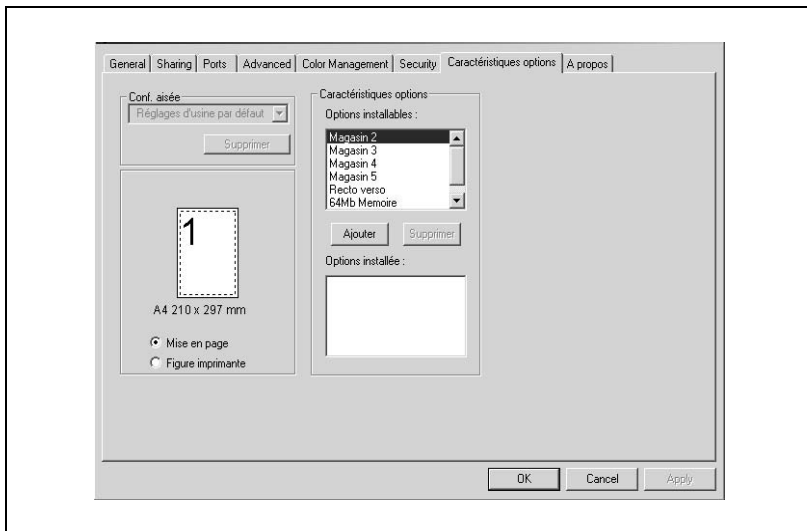 General Sharing Ports Advanced Color Management Security Caractéristiques options A propos
Conf. aisée
Réglages d'usine par défaut
Supprimer
1
A4 210 x 297 mm
Mise en page
Figure imprimante
Caractéristiques options
Options installables :
Magasin 2
Magasin 3
Magasin 4
Magasin 5
Recto verso
64Mb Memoire
Ajouter Supprimer
Options installée :
OK Cancel Apply